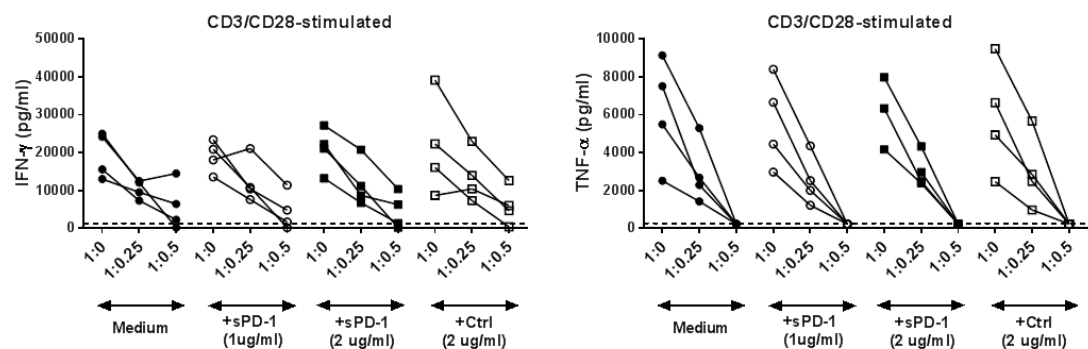 CD3/CD28-stimulated
IFN-γ (pg/ml)
50000
40000
30000
20000
10000
0
1:0 1:0.25 1:0.5 1:0 1:0.25 1:0.5 1:0 1:0.25 1:0.5 1:0 1:0.25 1:0.5
Medium +sPD-1 +sPD-1 +Ctrl
(1ug/ml) (2 ug/ml) (2 ug/ml)
CD3/CD28-stimulated
TNF-α (pg/ml)
10000
8000
6000
4000
2000
0
1:0 1:0.25 1:0.5 1:0 1:0.25 1:0.5 1:0 1:0.25 1:0.5 1:0 1:0.25 1:0.5
Medium +sPD-1 +sPD-1 +Ctrl
(1ug/ml) (2 ug/ml) (2 ug/ml)